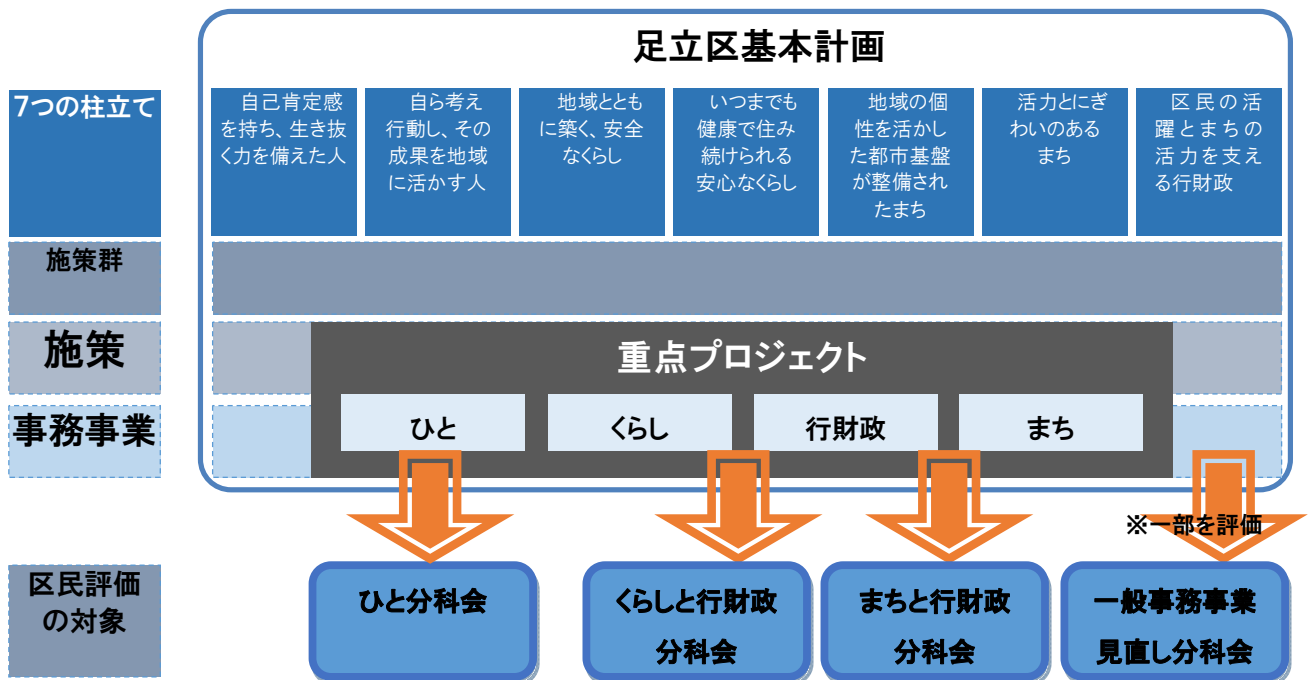 足立区基本計画
7つの柱立て
自己肯定感
を持ち、生き抜
く力を備えた人
自ら考え
行動し、その
成果を地域
に活かす人
地域ととも
に築く、安全
なくらし
いつまでも
健康で住み
続けられる
安心なくらし
地域の個
性を活かし
た都市基盤
が整備され
たまち
活力とにぎ
わいのある
まち
区民の活
躍とまちの
活力を支え
る行財政
施策群
施策
重点プロジェクト
事務事業
ひと
くらし
行財政
まち
※一部を評価
区民評価
の対象
ひと分科会
くらしと行財政
分科会
まちと行財政
分科会
一般事務事業
見直し分科会